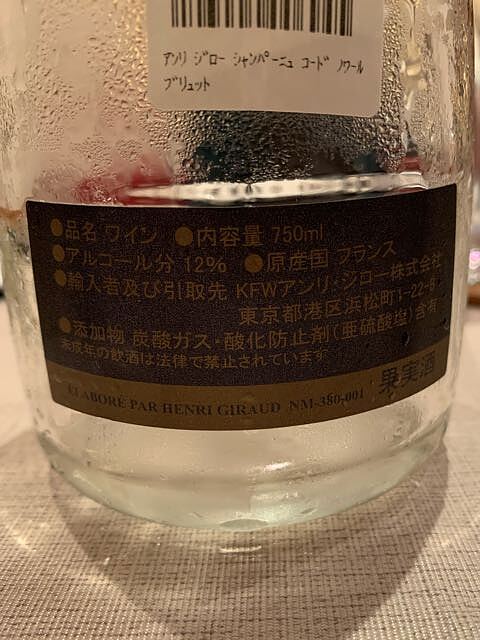 アンリ ジロー シャンパーニュ コード ノワール
ブリュット
●品名 ワイン ●内容量 750ml
●アルコール分 12% ●原産国 フランス
●輸入者及び引取先 KFWアンリ・ジロー株式会社
東京都港区浜松町1-22-8
●添加物 炭酸ガス・酸化防止剤(亜硫酸塩)含有
未成年の飲酒は法律で禁止されています
果実酒
ELABORÉ PAR HENRI GIRAUD NM-380-001